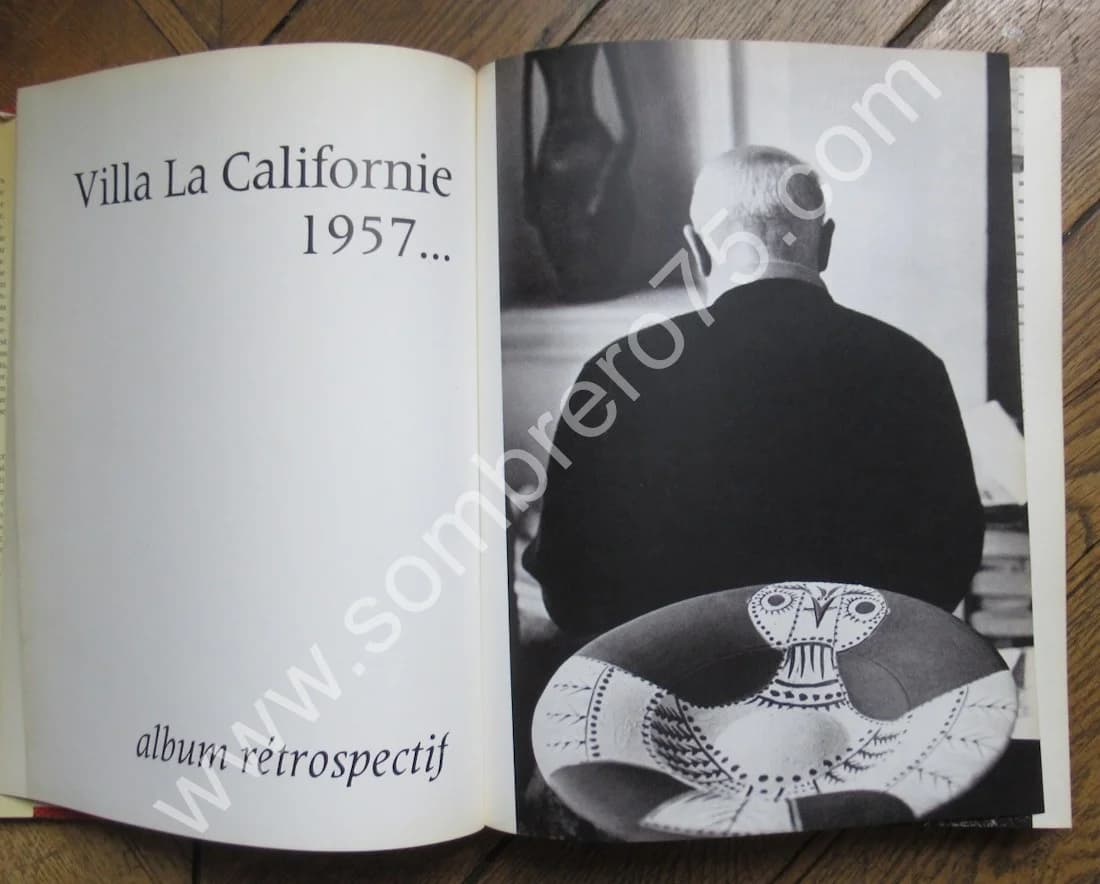 Villa La Californie
1957...
album rétrospectif
www.sombrero75.com